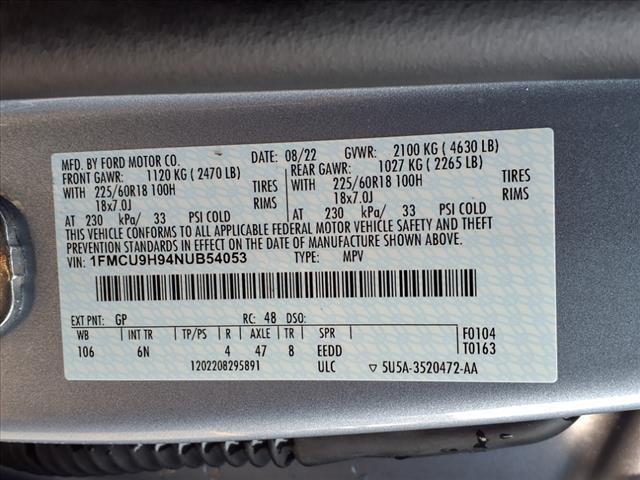 MFD. BY FORD MOTOR CO. DATE: 08/22 GVWR: 2100 KG ( 4630 LB)
FRONT GAWR: 1120 KG ( 2470 LB) REAR GAWR: 1027 KG ( 2265 LB)
WITH 225/60R18 100H TIRES WITH 225/60R18 100H TIRES
18x7.0J RIMS 18x7.0J RIMS
AT 230 kPa/ 33 PSI COLD AT 230 kPa/ 33 PSI COLD
THIS VEHICLE CONFORMS TO ALL APPLICABLE FEDERAL MOTOR VEHICLE SAFETY AND THEFT
PREVENTION STANDARDS IN EFFECT ON THE DATE OF MANUFACTURE SHOWN ABOVE.
VIN: 1FMCU9H94NUB54053 TYPE: MPV
EXT PNT: GP RC: 48 DSO: F0104
WB INT TR TP/PS R AXLE TR SPR T0163
106 6N 4 47 8 EEDD
1202208295891 ULC ▽ 5U5A-3520472-AA